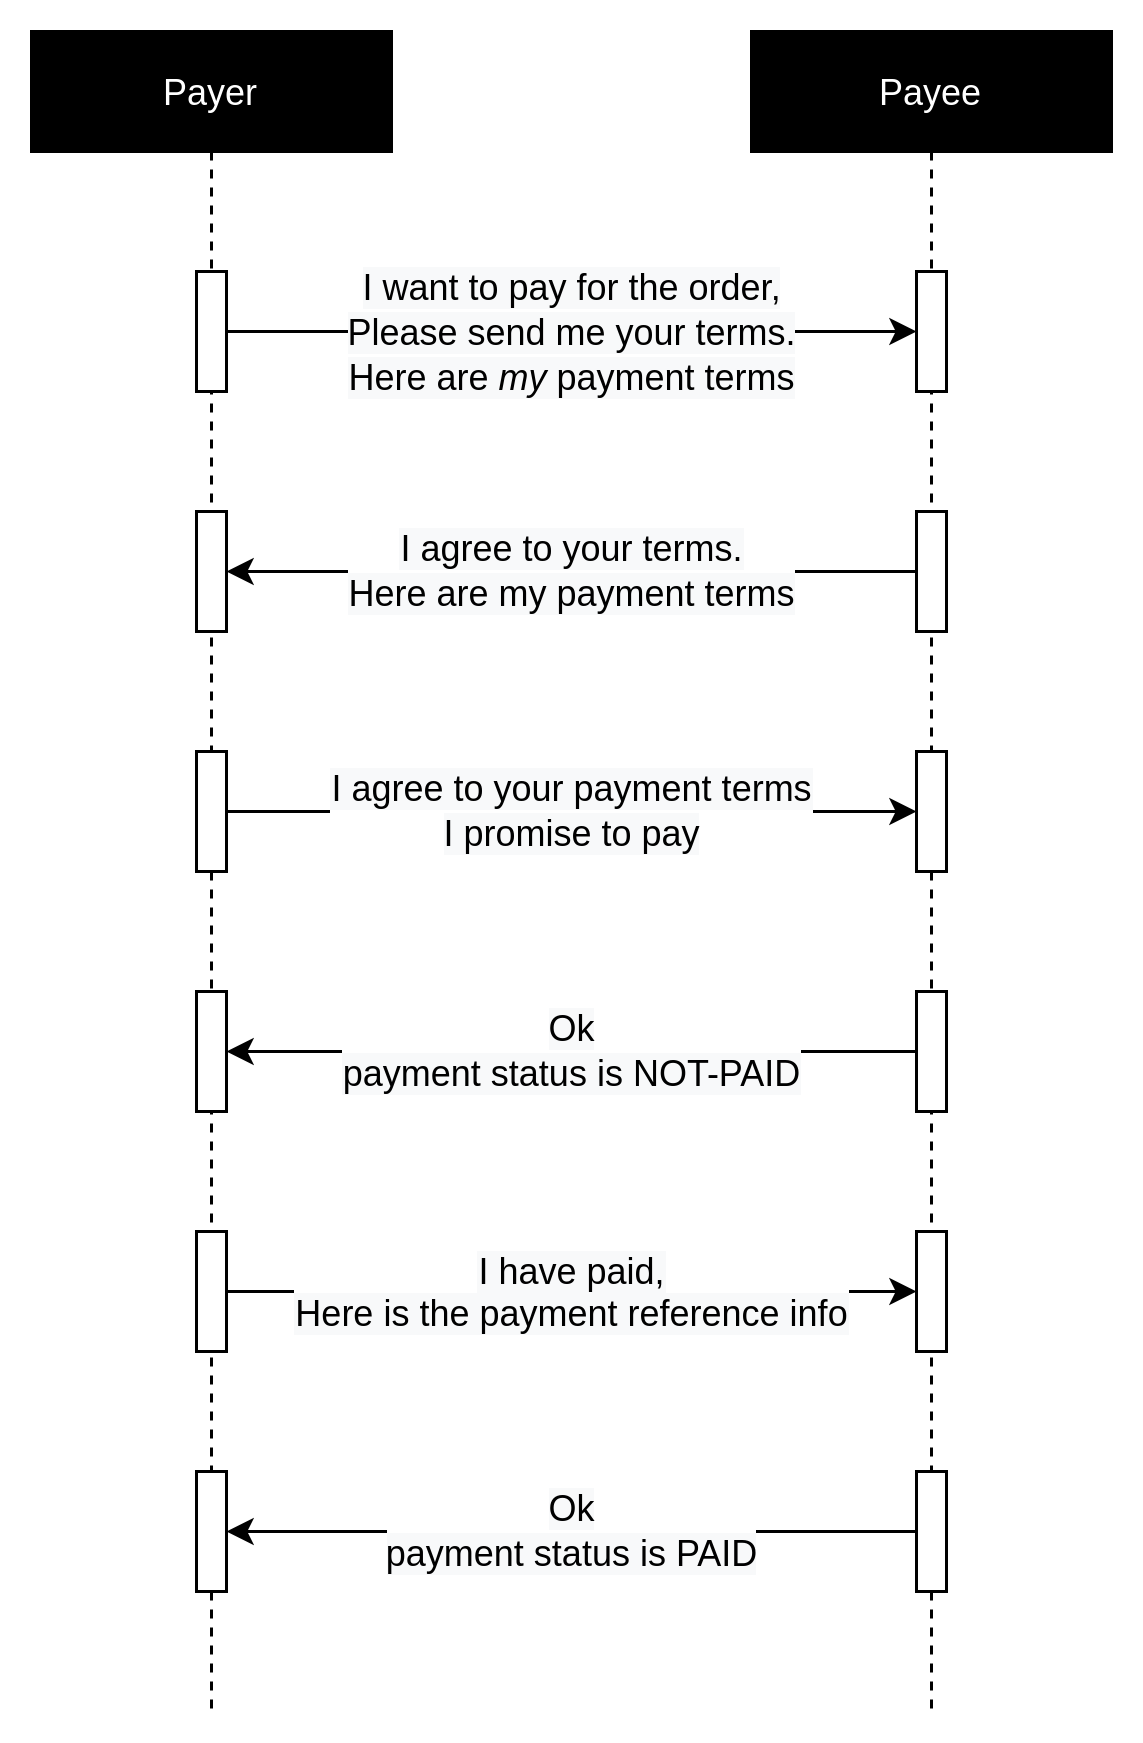 Payer
Payee
I want to pay for the order,
Please send me your terms.
Here are my payment terms
I agree to your terms.
Here are my payment terms
I agree to your payment terms
I promise to pay
Ok
payment status is NOT-PAID
I have paid,
Here is the payment reference info
Ok
payment status is PAID